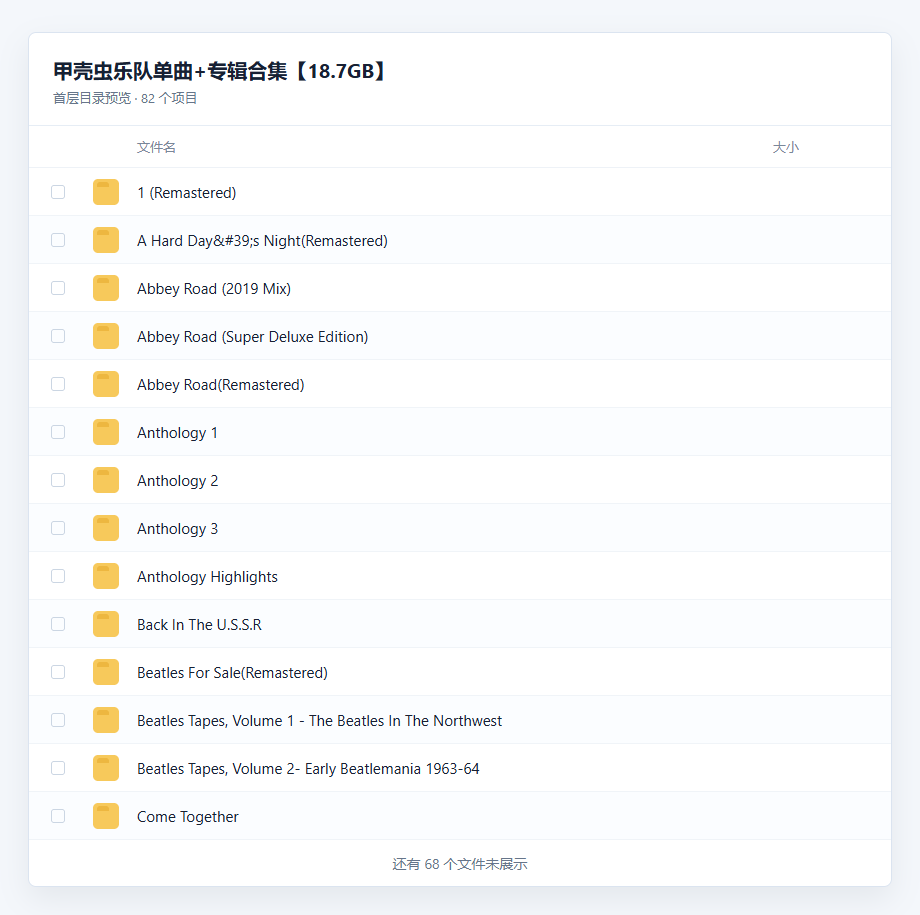 甲壳虫乐队单曲+专辑合集【18.7GB】
首层目录预览 · 82 个项目
文件名 大小
1 (Remastered)
A Hard Day&#39;s Night(Remastered)
Abbey Road (2019 Mix)
Abbey Road (Super Deluxe Edition)
Abbey Road(Remastered)
Anthology 1
Anthology 2
Anthology 3
Anthology Highlights
Back In The U.S.S.R
Beatles For Sale(Remastered)
Beatles Tapes, Volume 1 - The Beatles In The Northwest
Beatles Tapes, Volume 2- Early Beatlemania 1963-64
Come Together
还有 68 个文件未展示